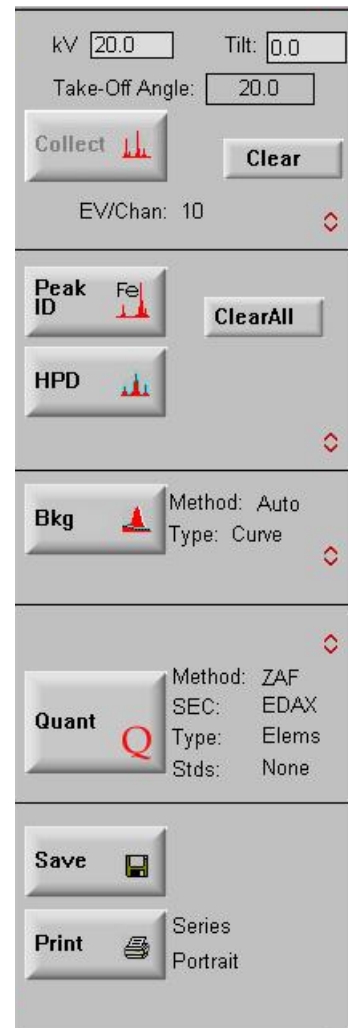 kV 20.0 Tilt: 0.0
Take-Off Angle: 20.0
Collect Clear
EV/Chan: 10
Peak ID Fe ClearAll
HPD
Bkg Method: Auto
Type: Curve
Method: ZAF
SEC: EDAX
Quant Q Type: Elems
Stds: None
Save
Series
Print Portrait